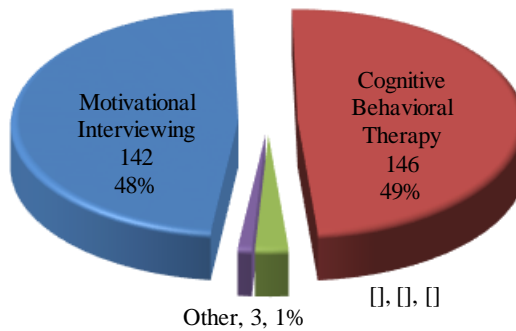 Motivational
Interviewing
142
48%
Cognitive
Behavioral
Therapy
146
49%
[], [], []
Other, 3, 1%